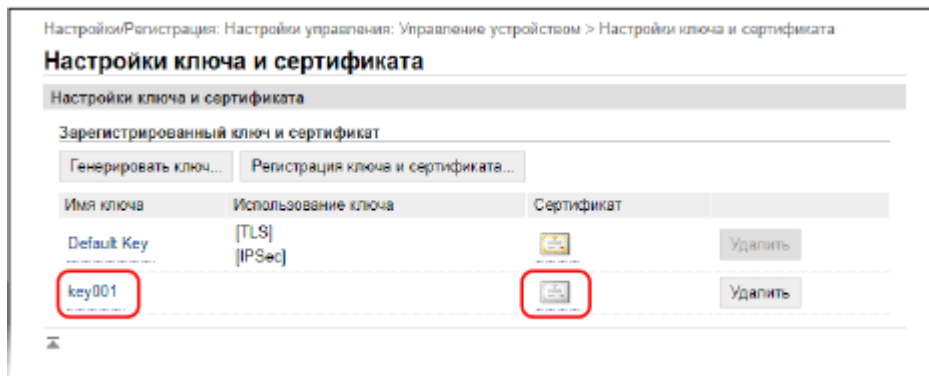 Настройки/Регистрация: Настройки управления: Управление устройством > Настройки ключа и сертификата
Настройки ключа и сертификата
Настройки ключа и сертификата
Зарегистрированный ключ и сертификат
Генерировать ключ... Регистрация ключа и сертификата...
Имя ключа Использование ключа Сертификат
Default Key [TLS] [IPSec] Удалить
key001 Удалить